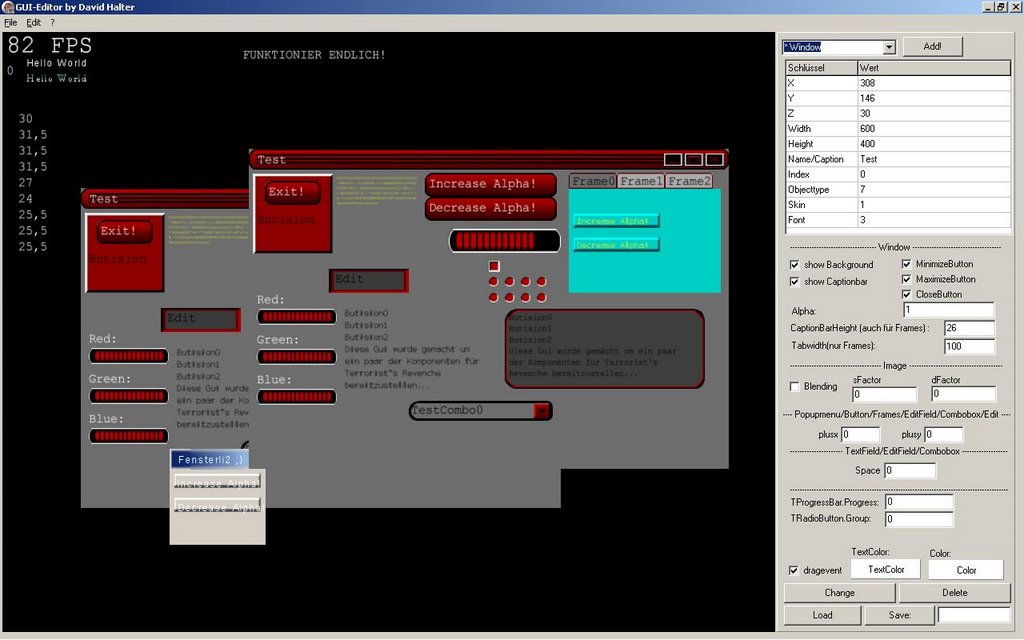 GUI-Editor by David Halter
File Edit ?
82 FPS
0
Hello World
Hello World
FUNKTIONIER ENDLICH!
30
31,5
31,5
31,5
27
24
25,5
25,5
25,5
Test
Exit!
Butision
Edit
Red:
Green:
Blue:
Butision0
Butision1
Butision2
Diese Gui wurde
ein paar der Ko
Terrorist's Rev
bereitzustellen
Test
Exit!
Butision
Increase Alpha!
Decrease Alpha!
Edit
Red:
Green:
Blue:
Butision0
Butision1
Butision2
Diese Gui wurde gemacht um
ein paar der Komponenten für
Terrorist's Revenche
bereitzustellen...
Frame0 Frame1 Frame2
Increase Alpha!
Decrease Alpha!
Butision0
Butision1
Butision2
Diese Gui wurde gemacht um ein paar
der Komponenten für Terrorist's
Revenche bereitzustellen...
TestCombo0
Fensterli2 ;)
Increase Alpha!
Decrease Alpha
* Window
Add!
Schlüssel Wert
X 308
Y 146
Z 30
Width 600
Height 400
Name/Caption Test
Index 0
Objecttype 7
Skin 1
Font 3
Window
show Background MinimizeButton
show Captionbar MaximizeButton
CloseButton
Alpha: 1
CaptionBarHeight (auch für Frames) : 26
Tabwidth(nur Frames): 100
Image
Blending sFactor dFactor
0 0
Popupmenu/Button/Frames/EditField/Combobox/Edit
plusx 0 plusy 0
TextField/EditField/Combobox
Space 0
TProgressBar.Progress: 0
TRadioButton.Group: 0
TextColor: Color:
dragevent TextColor Color
Change Delete
Load Save: